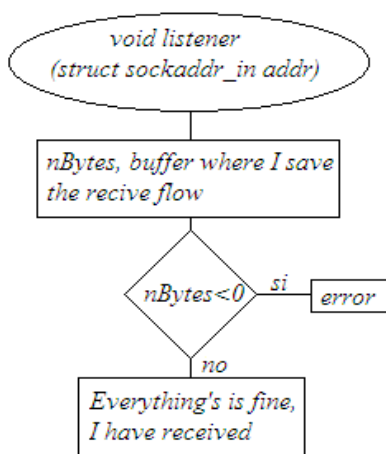 void listener
(struct sockaddr_in addr)
nBytes, buffer where I save
the recive flow
nBytes<0
si
error
no
Everything's is fine,
I have received